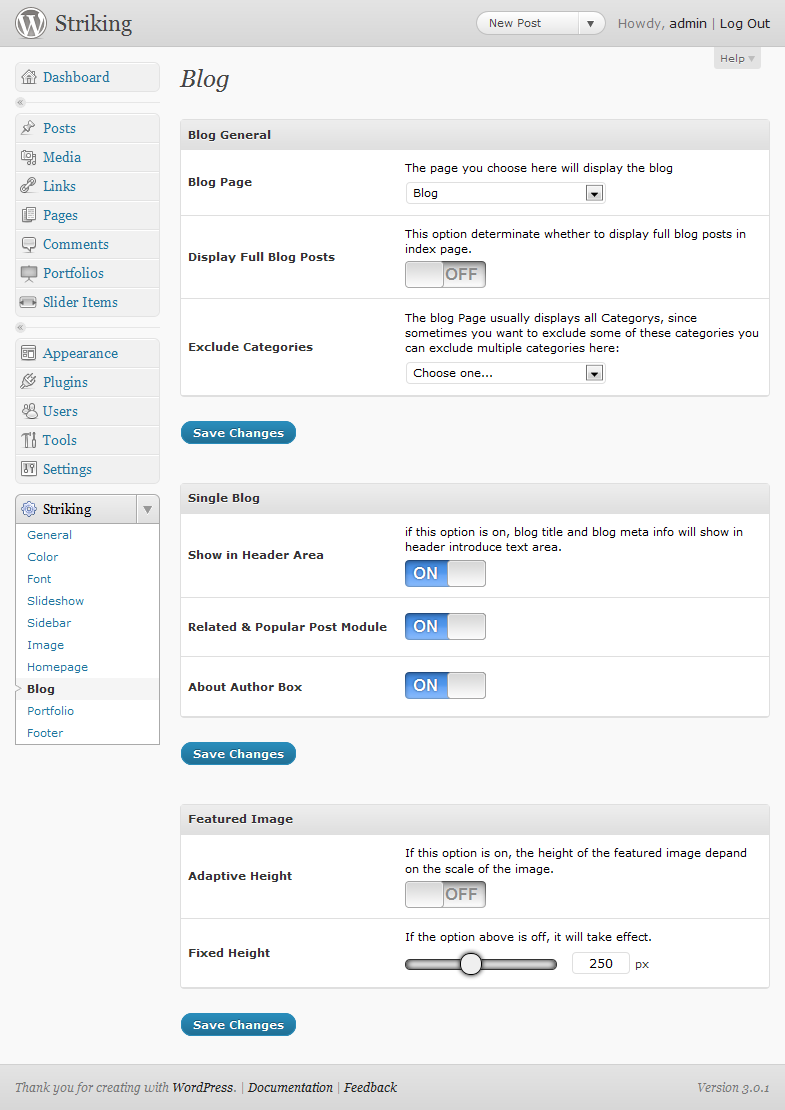 Striking
New Post
Howdy, admin | Log Out
Help
Dashboard
Posts
Media
Links
Pages
Comments
Portfolios
Slider Items
Appearance
Plugins
Users
Tools
Settings
Striking
General
Color
Font
Slideshow
Sidebar
Image
Homepage
Blog
Portfolio
Footer
Blog
Blog General
Blog Page
The page you choose here will display the blog
Blog
Display Full Blog Posts
This option determinate whether to display full blog posts in
index page.
OFF
Exclude Categories
The blog Page usually displays all Categorys, since
sometimes you want to exclude some of these categories you
can exclude multiple categories here:
Choose one...
Save Changes
Single Blog
Show in Header Area
if this option is on, blog title and blog meta info will show in
header introduce text area.
ON
Related & Popular Post Module
ON
About Author Box
ON
Save Changes
Featured Image
Adaptive Height
If this option is on, the height of the featured image depand
on the scale of the image.
OFF
Fixed Height
If the option above is off, it will take effect.
250 px
Save Changes
Thank you for creating with WordPress. | Documentation | Feedback
Version 3.0.1